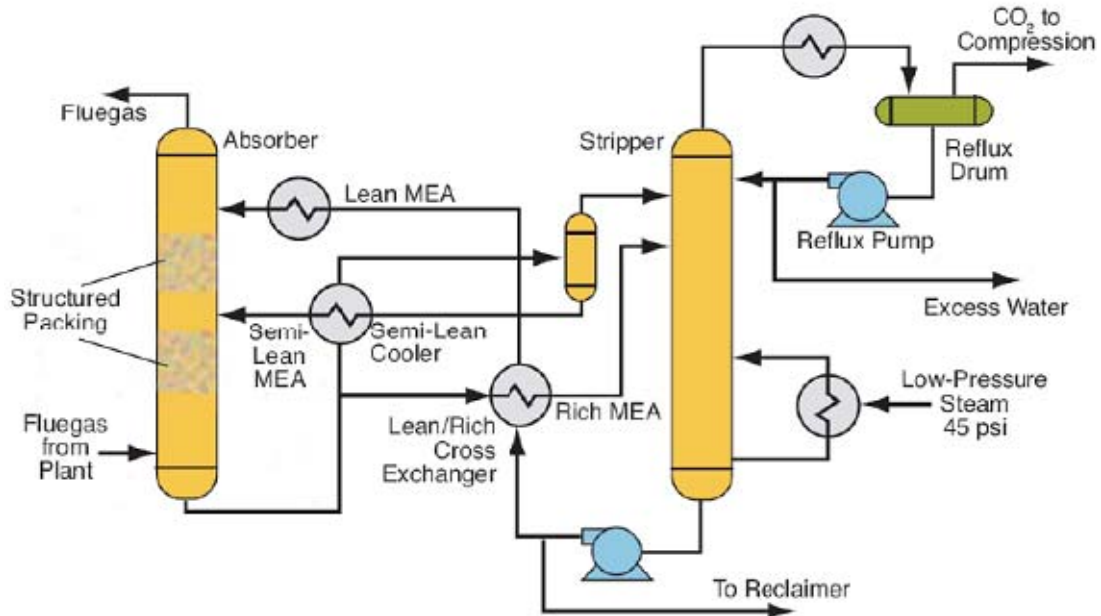 CO₂ to
Compression
Fluegas
Absorber
Stripper
Reflux
Drum
Lean MEA
Reflux Pump
Structured
Packing
Excess Water
Semi-
Lean
MEA
Semi-Lean
Cooler
Low-Pressure
Steam
45 psi
Rich MEA
Lean/Rich
Cross
Exchanger
Fluegas
from
Plant
To Reclaimer